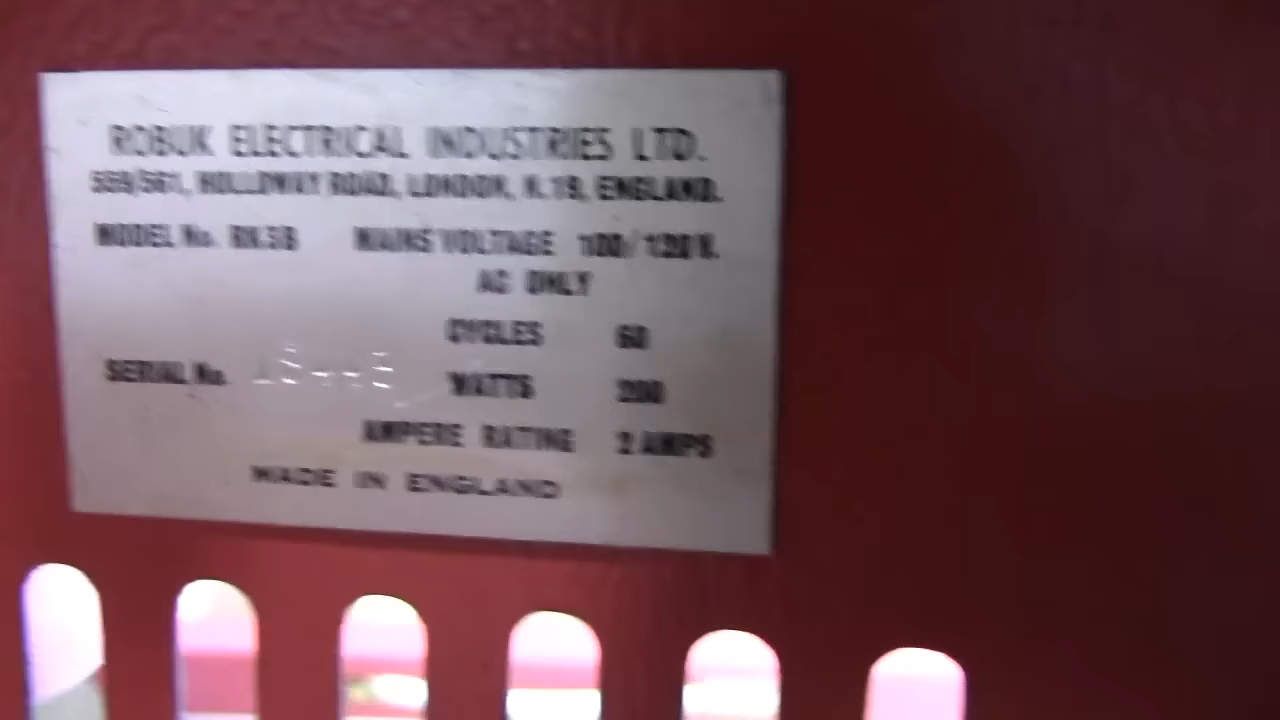 ROBUK ELECTRICAL INDUSTRIES LTD.
559/561, HOLLOWAY ROAD, LONDON, N.19, ENGLAND.
MODEL No. RK3B MAINS VOLTAGE 100/120 V.
AC ONLY
CYCLES 60
SERIAL No. WATTS 200
AMPERE RATING 2 AMPS
MADE IN ENGLAND